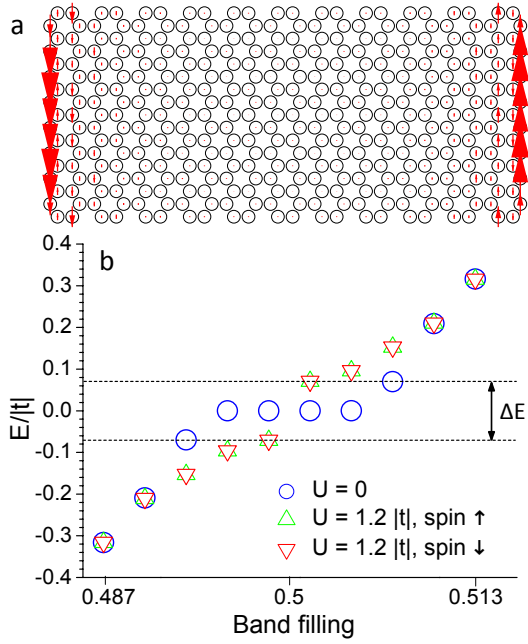 a
b
0.4
0.3
0.2
0.1
0.0
-0.1
-0.2
-0.3
-0.4
E/|t|
ΔE
U = 0
U = 1.2 |t|, spin ↑
U = 1.2 |t|, spin ↓
0.487
0.5
0.513
Band filling